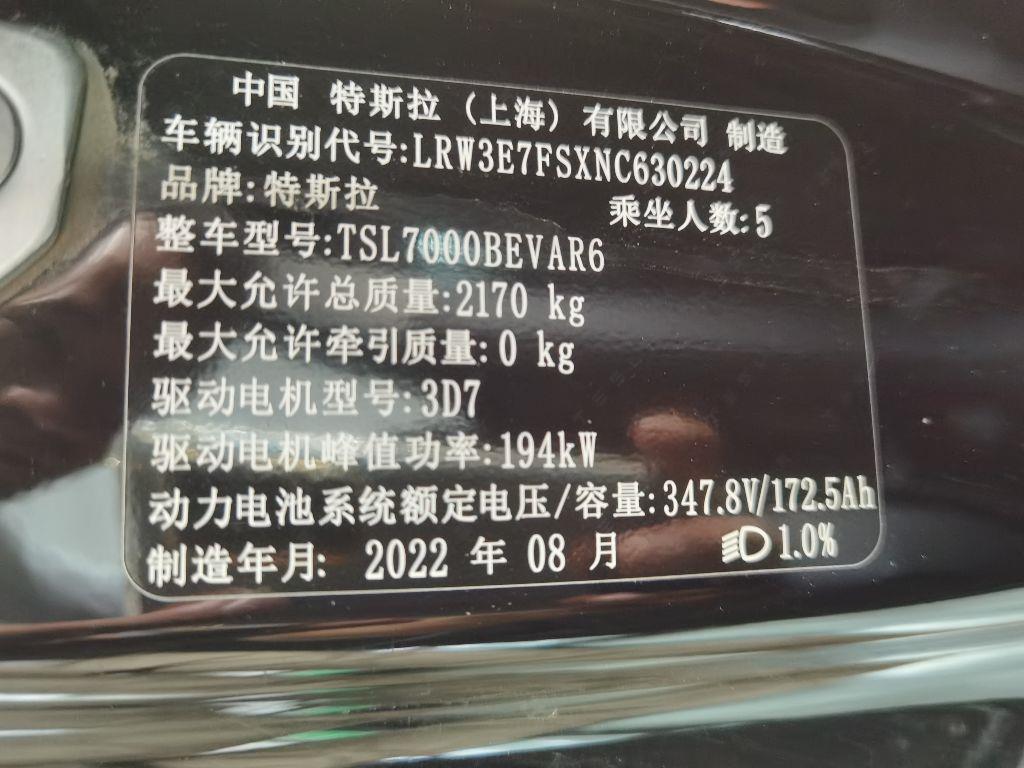 中国 特斯拉（上海）有限公司 制造
车辆识别代号:LRW3E7FSXNC630224
品牌:特斯拉 乘坐人数:5
整车型号:TSL7000BEVAR6
最大允许总质量:2170 kg
最大允许牵引质量:0 kg
驱动电机型号:3D7
驱动电机峰值功率:194kW
动力电池系统额定电压/容量:347.8V/172.5Ah
制造年月: 2022 年 08 月 1.0%